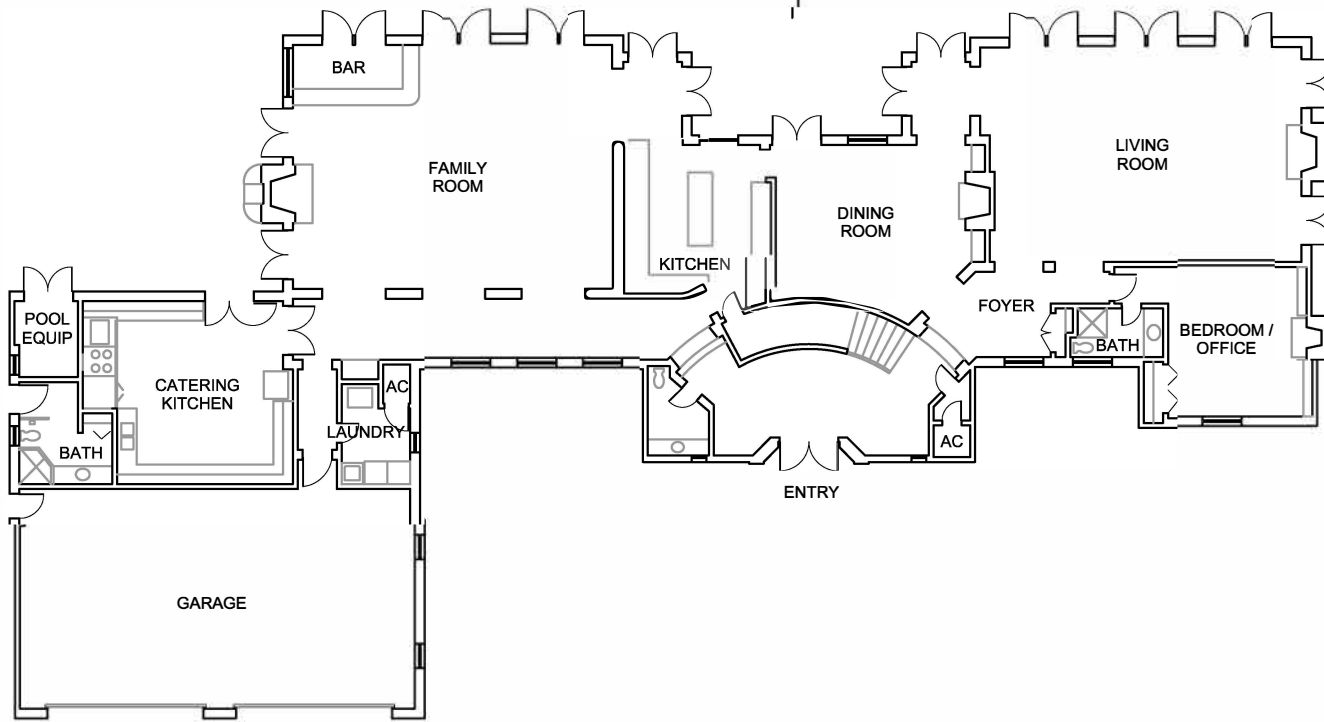 BAR
FAMILY
ROOM
LIVING
ROOM
DINING
ROOM
KITCHEN
FOYER
POOL
EQUIP
BEDROOM /
OFFICE
BATH
CATERING
KITCHEN
AC
LAUNDRY
BATH
AC
ENTRY
GARAGE